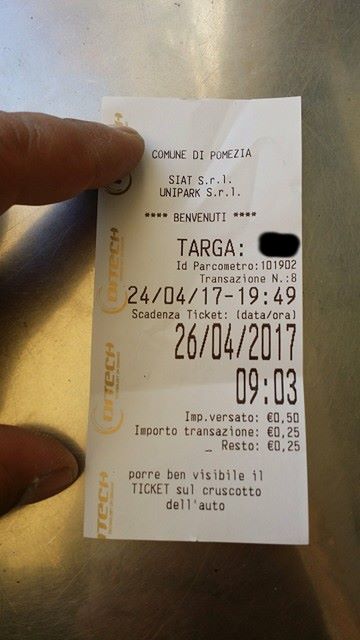 COMUNE DI POMEZIA
SIAT S.r.l.
UNIPARK S.r.l.
**** BENVENUTI ****
TARGA:
Id Parcometro:101902
Transazione N.:8
24/04/17-19:49
Scadenza Ticket: (data/ora)
26/04/2017
09:03
Imp.versato: €0,50
Importo transazione: €0,25
_ Resto: €0,25
porre ben visibile il
TICKET sul cruscotto
dell'auto